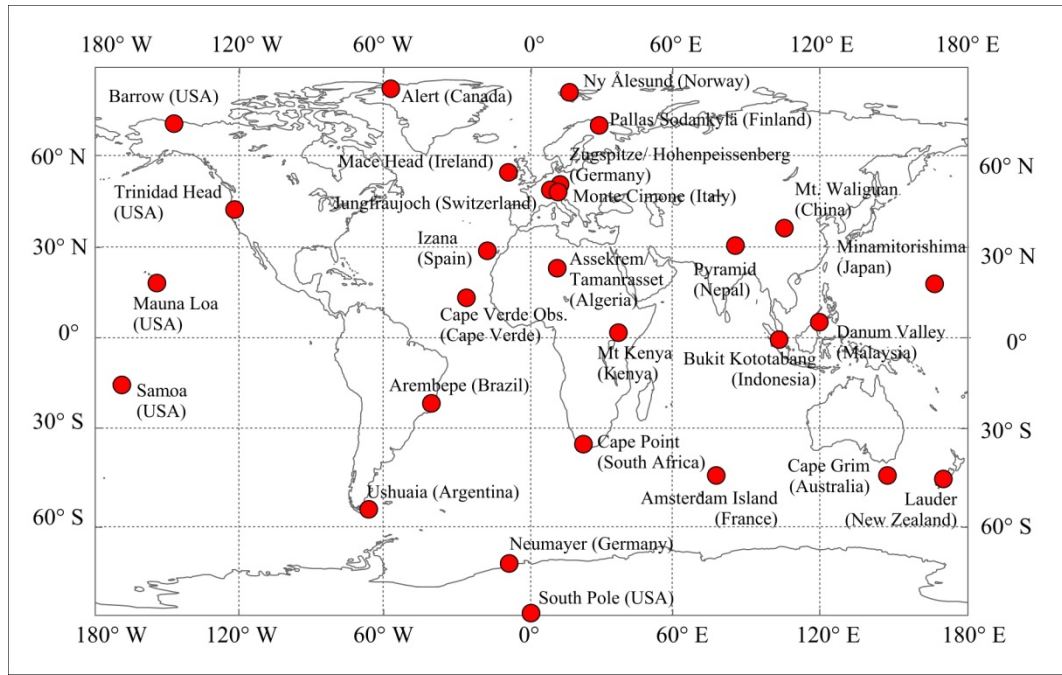 180° W 120° W 60° W 0° 60° E 120° E 180° E
Ny Ålesund (Norway)
Barrow (USA)
Alert (Canada)
Pallas/Sodankylä (Finland)
60° N
Mace Head (Ireland)
Zugspitze/ Hohenpeissenberg
(Germany)
60° N
Trinidad Head
(USA)
Jungfraujoch (Switzerland)
Monte Cimone (Italy)
Mt. Waliguan
(China)
30° N
Izana
(Spain)
Assekrem/
Tamanrasset
(Algeria)
Pyramid
(Nepal)
Minamitorishima
(Japan)
30° N
Mauna Loa
(USA)
Cape Verde Obs.
(Cape Verde)
0°
Mt Kenya
(Kenya)
Bukit Kototabang
(Indonesia)
Danum Valley
(Malaysia)
0°
Samoa
(USA)
Arembepe (Brazil)
30° S
Cape Point
(South Africa)
30° S
Ushuaia (Argentina)
Amsterdam Island
(France)
Cape Grim
(Australia)
Lauder
(New Zealand)
60° S
60° S
Neumayer (Germany)
South Pole (USA)
180° W 120° W 60° W 0° 60° E 120° E 180° E